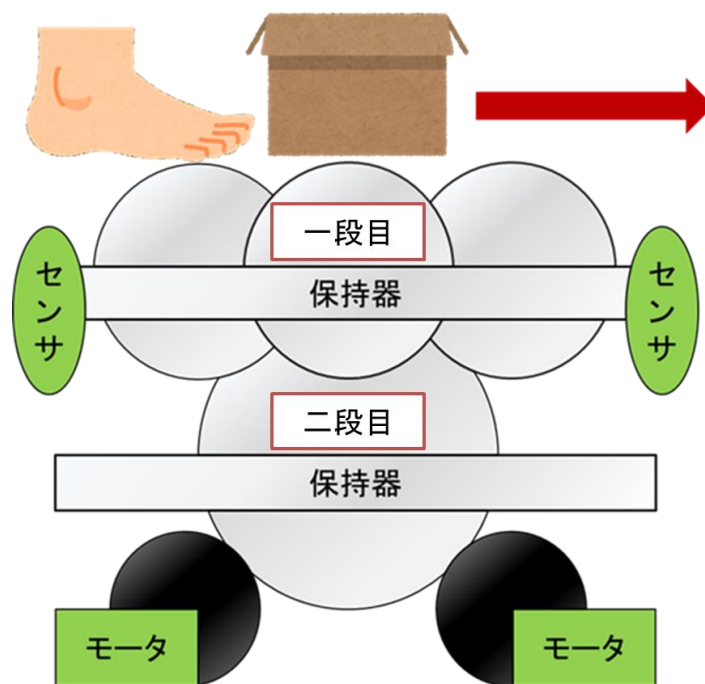 一段目
センサ
保持器
センサ
二段目
保持器
モータ
モータ